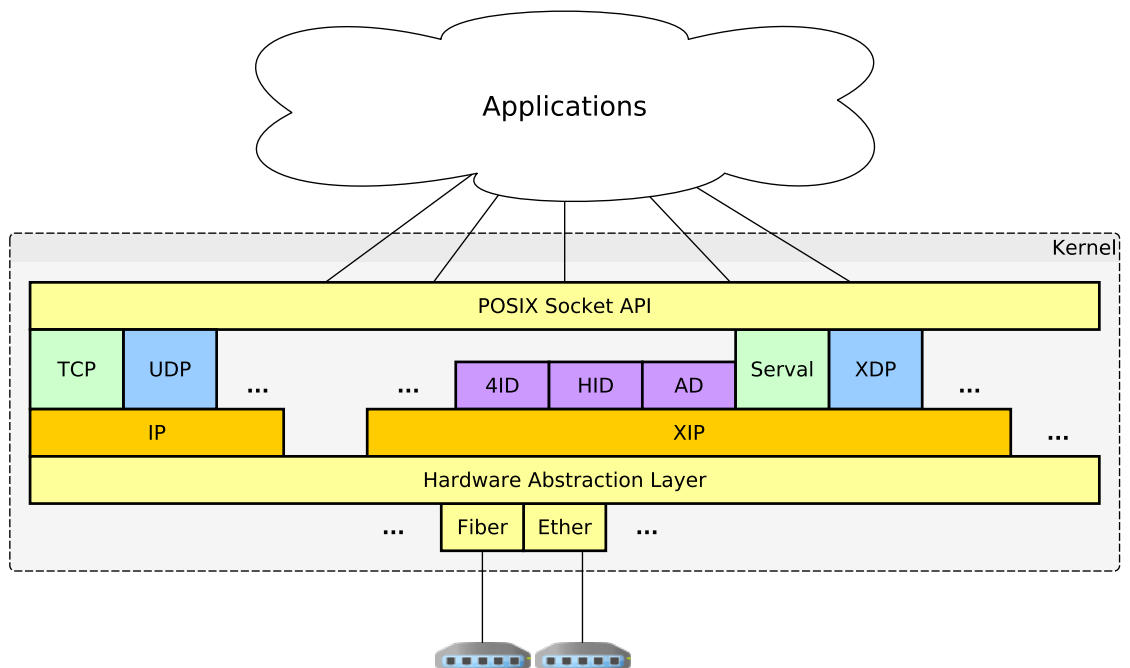 Applications
Kernel
POSIX Socket API
TCP
UDP
...
...
4ID
HID
AD
Serval
XDP
...
IP
XIP
...
Hardware Abstraction Layer
...
Fiber
Ether
...